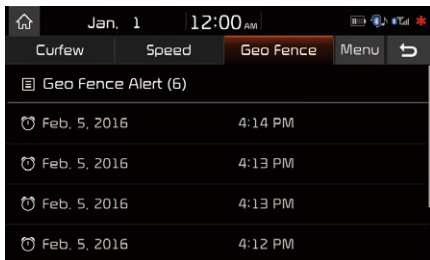 Jan. 1 12:00 AM
Curfew Speed Geo Fence Menu
Geo Fence Alert (6)
Feb. 5, 2016 4:14 PM
Feb. 5, 2016 4:13 PM
Feb. 5, 2016 4:13 PM
Feb. 5, 2016 4:12 PM